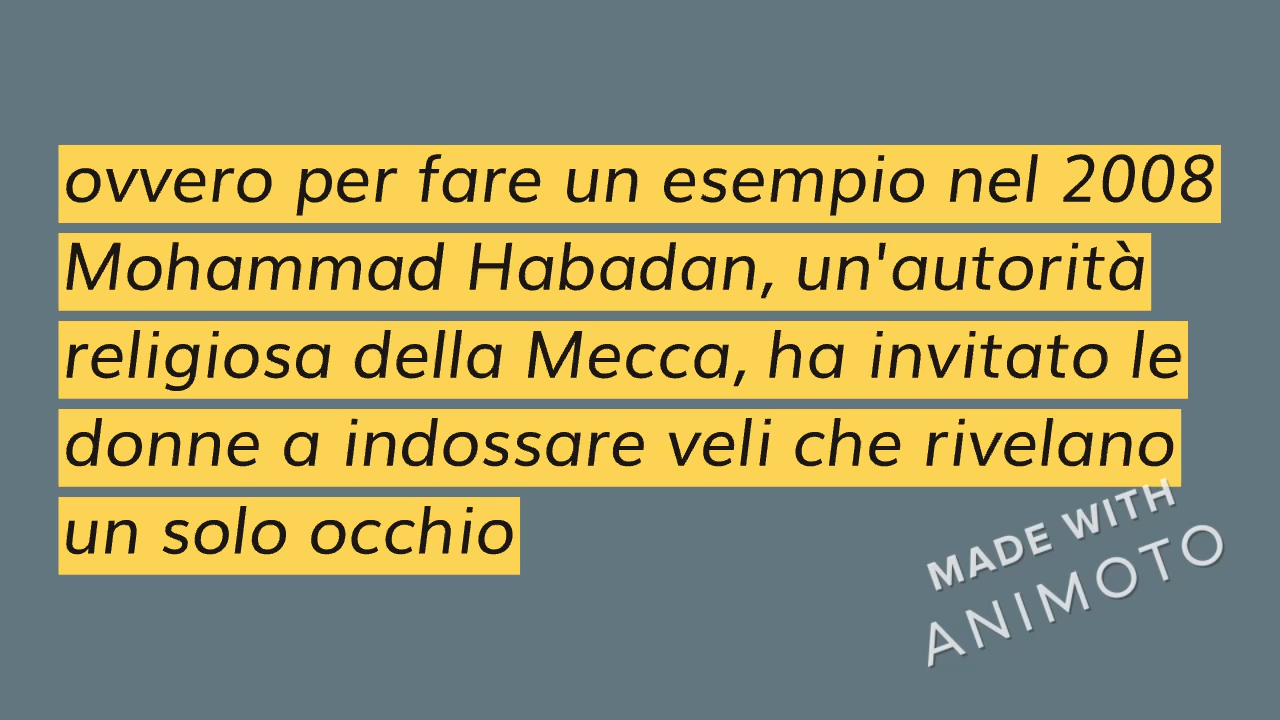 ovvero per fare un esempio nel 2008
Mohammad Habadan, un'autorità
religiosa della Mecca, ha invitato le
donne a indossare veli che rivelano
un solo occhio
MADE WITH
ANIMOTO